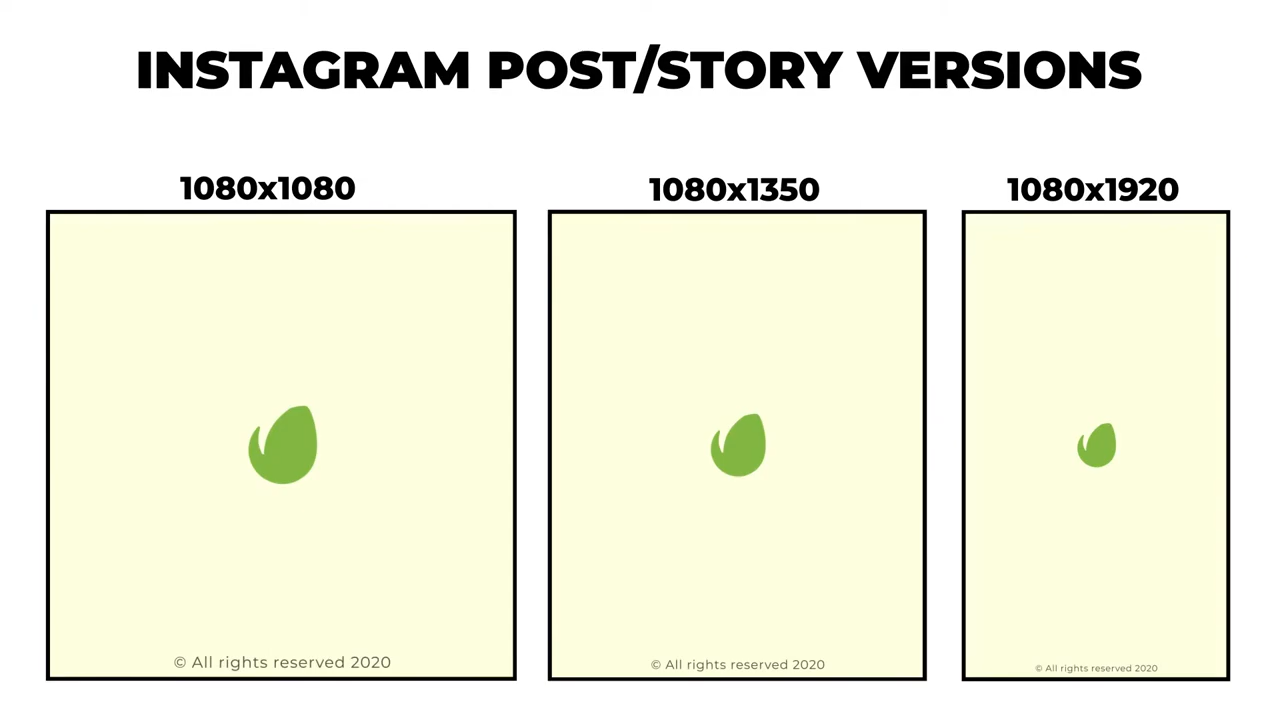 INSTAGRAM POST/STORY VERSIONS
1080x1080
1080x1350
1080x1920
© All rights reserved 2020
© All rights reserved 2020
© All rights reserved 2020